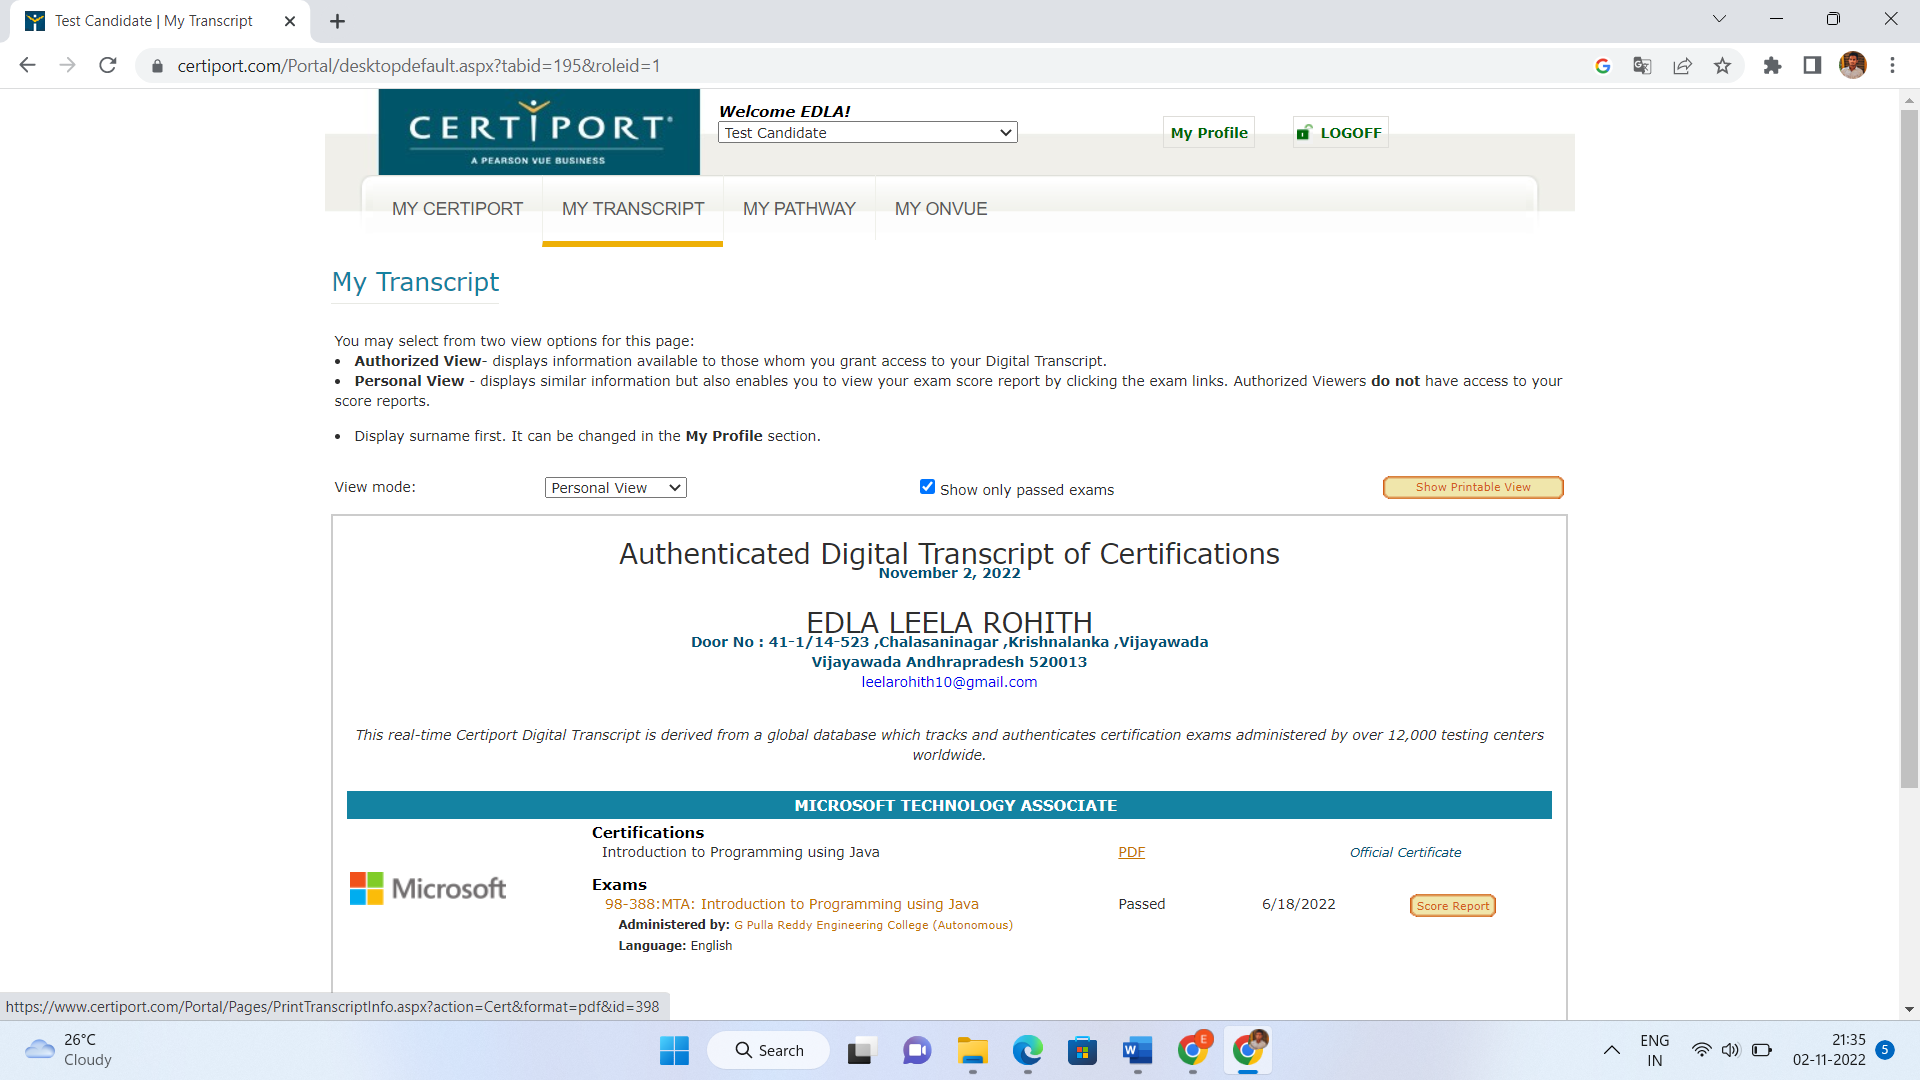 Test Candidate | My Transcript
certiport.com/Portal/desktopdefault.aspx?tabid=195&roleid=1
CERTIPORT
A PEARSON VUE BUSINESS
Welcome EDLA!
Test Candidate
My Profile
LOGOFF
MY CERTIPORT
MY TRANSCRIPT
MY PATHWAY
MY ONVUE
My Transcript
You may select from two view options for this page:
• Authorized View- displays information available to those whom you grant access to your Digital Transcript.
• Personal View - displays similar information but also enables you to view your exam score report by clicking the exam links. Authorized Viewers do not have access to your
score reports.
• Display surname first. It can be changed in the My Profile section.
View mode:
Personal View
Show only passed exams
Show Printable View
Authenticated Digital Transcript of Certifications
November 2, 2022
EDLA LEELA ROHITH
Door No : 41-1/14-523 ,Chalasaninagar ,Krishnalanka ,Vijayawada
Vijayawada Andhrapradesh 520013
leelarohith10@gmail.com
This real-time Certiport Digital Transcript is derived from a global database which tracks and authenticates certification exams administered by over 12,000 testing centers
worldwide.
MICROSOFT TECHNOLOGY ASSOCIATE
Microsoft
Certifications
Introduction to Programming using Java
PDF
Official Certificate
Exams
98-388:MTA: Introduction to Programming using Java
Passed
6/18/2022
Score Report
Administered by: G Pulla Reddy Engineering College (Autonomous)
Language: English
https://www.certiport.com/Portal/Pages/PrintTranscriptInfo.aspx?action=Cert&format=pdf&id=398
26°C
Cloudy
Search
W
E
ENG
IN
21:35
02-11-2022
5